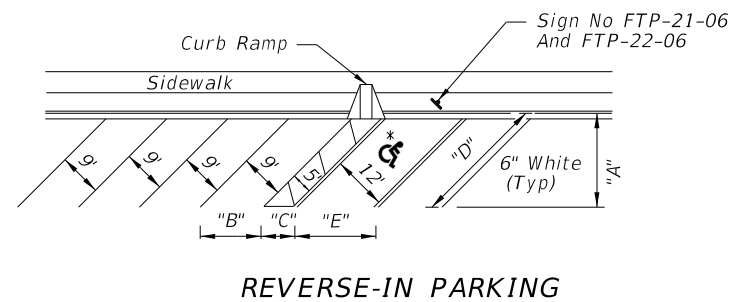 Sign No FTP-21-06
And FTP-22-06
Curb Ramp
Sidewalk
9'
9'
9'
9'
5'
*
12'
"D"
6" White
(Typ)
"A"
"B"
"C"
"E"
REVERSE-IN PARKING